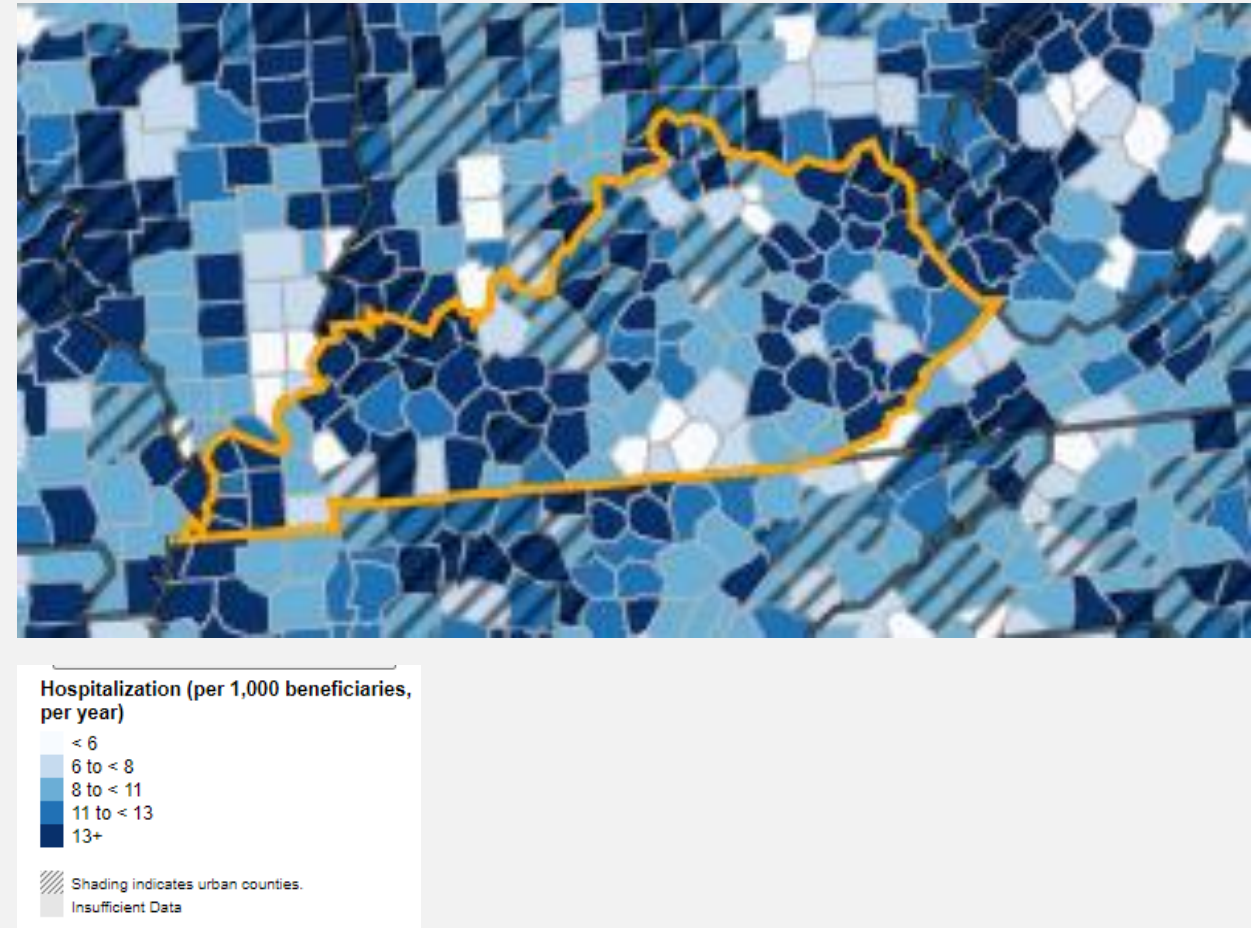 Hospitalization (per 1,000 beneficiaries,
per year)
< 6
6 to < 8
8 to < 11
11 to < 13
13+
Shading indicates urban counties.
Insufficient Data